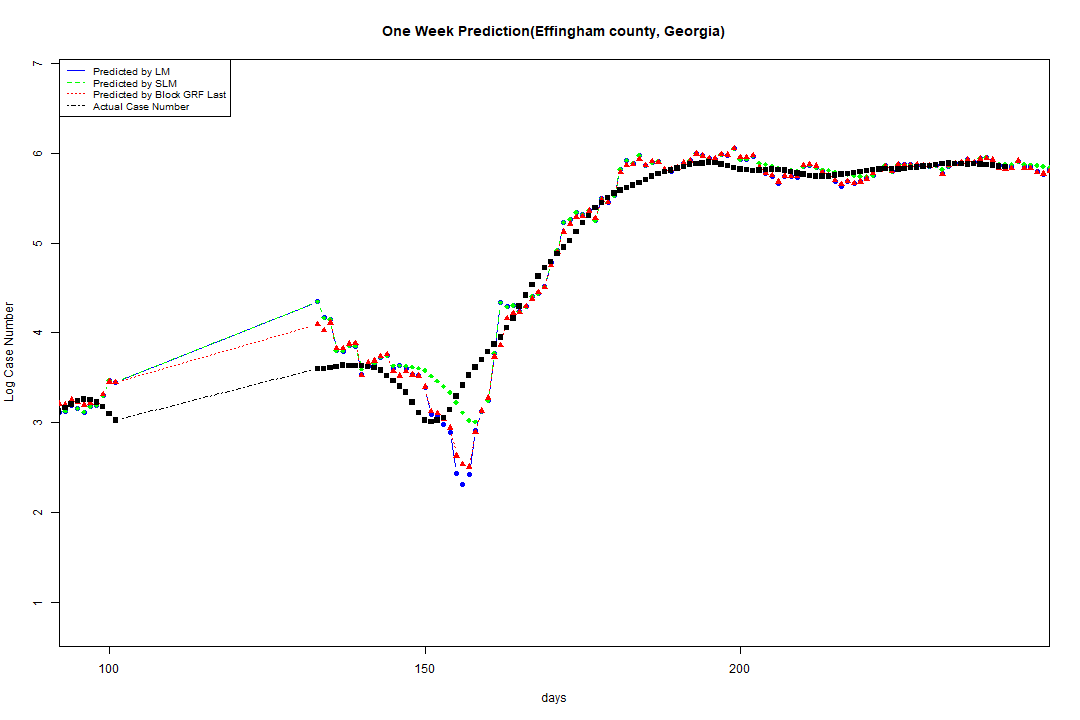 One Week Prediction(Effingham county, Georgia)
Predicted by LM
Predicted by SLM
Predicted by Block GRF Last
Actual Case Number
7
6
5
4
3
2
1
Log Case Number
100 150 200
days